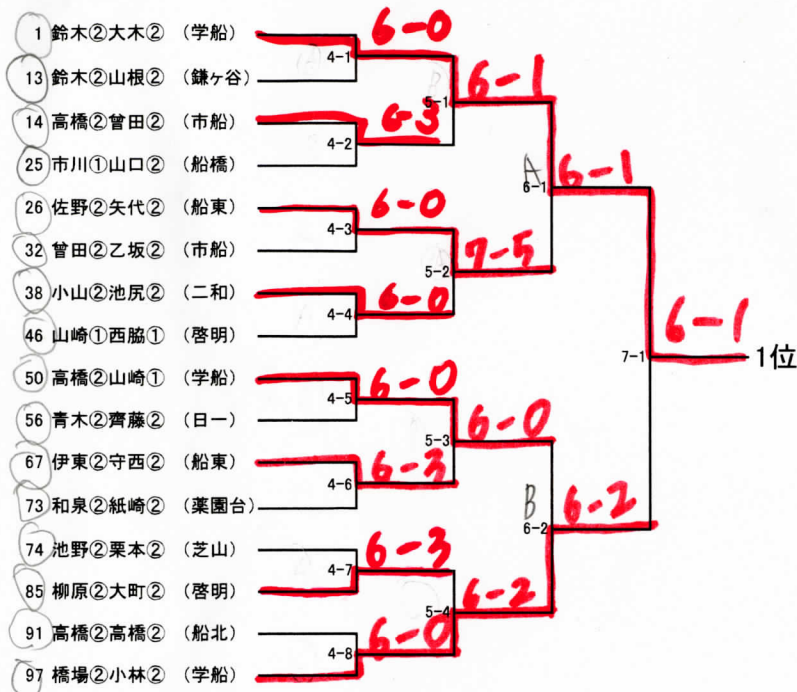 1 鈴木②大木② (学船)
13 鈴木②山根② (鎌ヶ谷)
14 高橋②曾田② (市船)
25 市川①山口② (船橋)
26 佐野②矢代② (船東)
32 曾田②乙坂② (市船)
38 小山②池尻② (二和)
46 山崎①西脇① (啓明)
50 高橋②山崎① (学船)
56 青木②齊藤② (日一)
67 伊東②守西② (船東)
73 和泉②紙崎② (薬園台)
74 池野②栗本② (芝山)
85 柳原②大町② (啓明)
91 高橋②高橋② (船北)
97 橋場②小林② (学船)
4-1 6-0
4-2 6-3
4-3 6-0
4-4 6-0
4-5 6-0
4-6 6-3
4-7 6-3
4-8 6-0
5-1 6-1
5-2 7-5
5-3 6-0
5-4 6-2
A
6-1 6-1
B
6-2 6-2
7-1 6-1
1位